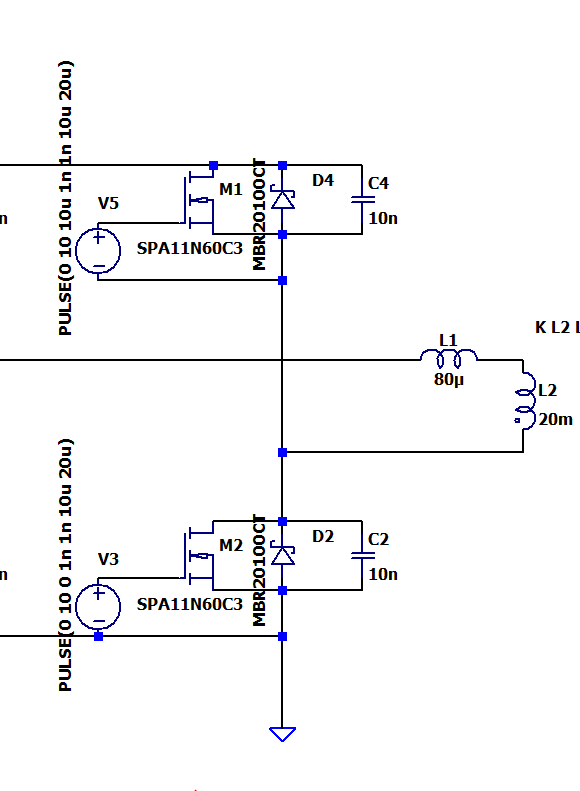 PULSE(0 10 10u 1n 1n 10u 20u)
n
V5
M1
SPA11N60C3
MBR20100CT
D4
C4
10n
K L2 L
L1
80µ
L2
20m
PULSE(0 10 0 1n 1n 10u 20u)
n
V3
M2
SPA11N60C3
MBR20100CT
D2
C2
10n